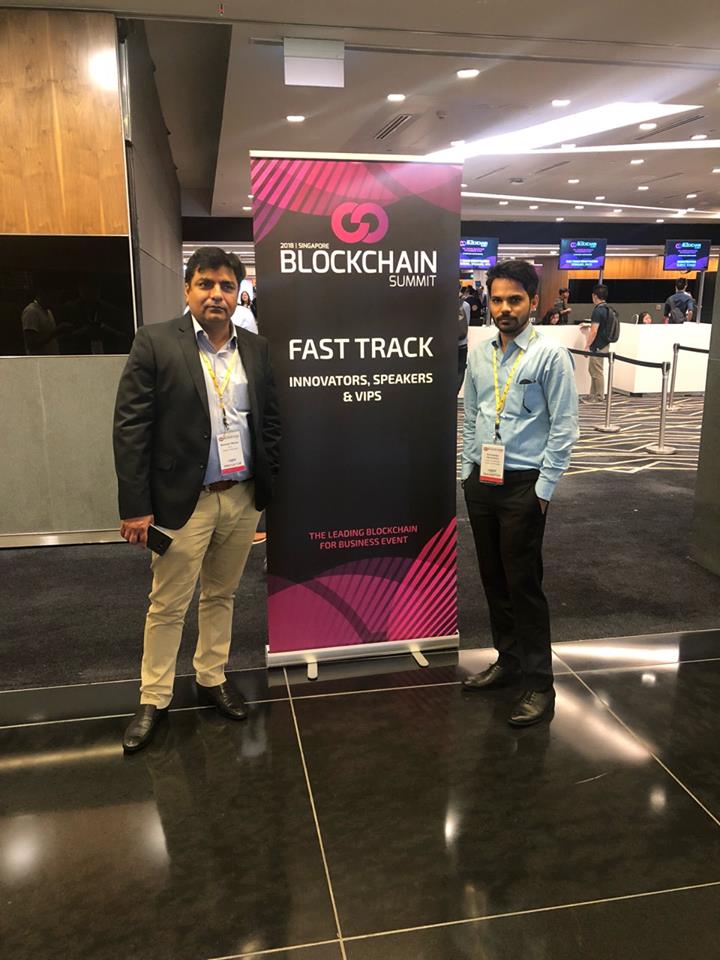 2018 | SINGAPORE
BLOCKCHAIN
SUMMIT
FAST TRACK
INNOVATORS, SPEAKERS
& VIPS
THE LEADING BLOCKCHAIN
FOR BUSINESS EVENT